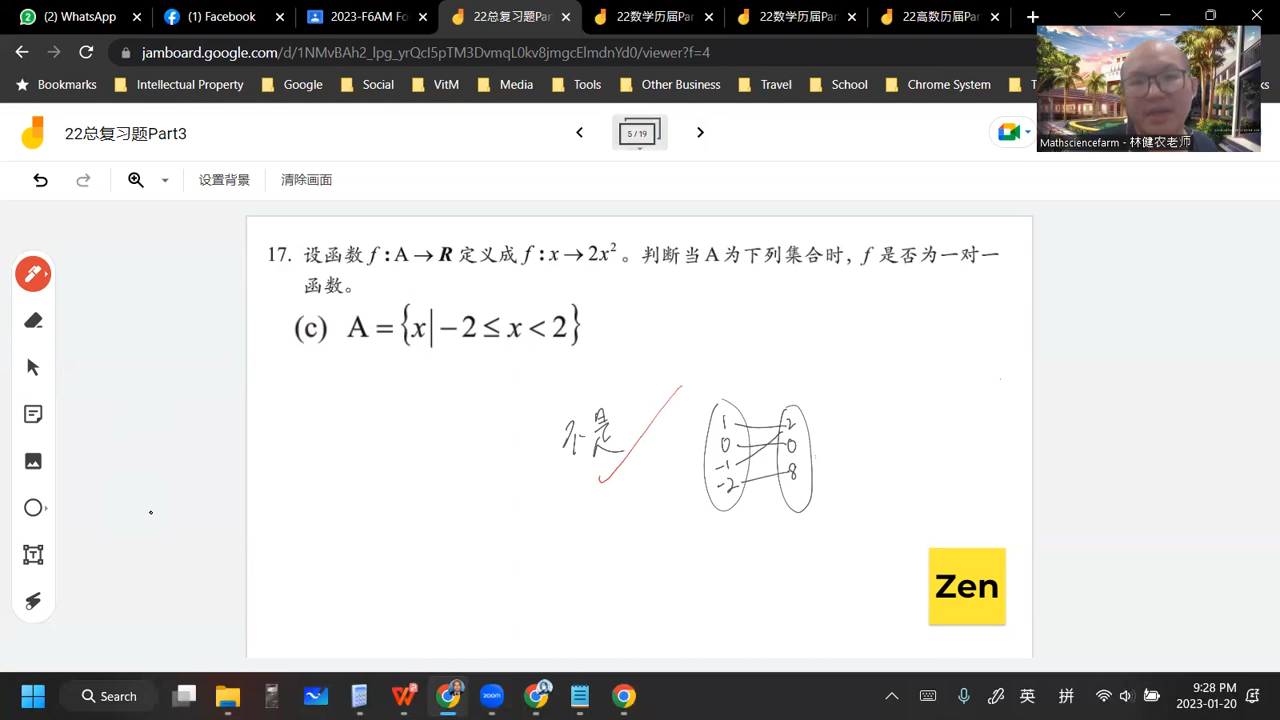 (2) WhatsApp
(1) Facebook
2023-F6AM Fo
22总复习题Part
22数学历届Part
22数学历届Part
22高数历届Part
jamboard.google.com/d/1NMvBAh2_lpg_yrOcI5pTM3DvmqL0kv8jmgcElmdnYd0/viewer?f=4
Bookmarks
Intellectual Property
Google
Social
VitM
Media
Tools
Other Business
Travel
School
Chrome System
22总复习题Part3
5 / 19
Mathsciencefarm - 林健农老师
设置背景
清除画面
17. 设函数 f : A → R 定义成 f : x → 2x²。判断当 A 为下列集合时, f 是否为一对一
函数。
(c) A = {x| − 2 ≤ x < 2}
不是
1 2
0 0
-1 8
-2
Zen
Search
英
拼
9:28 PM
2023-01-20